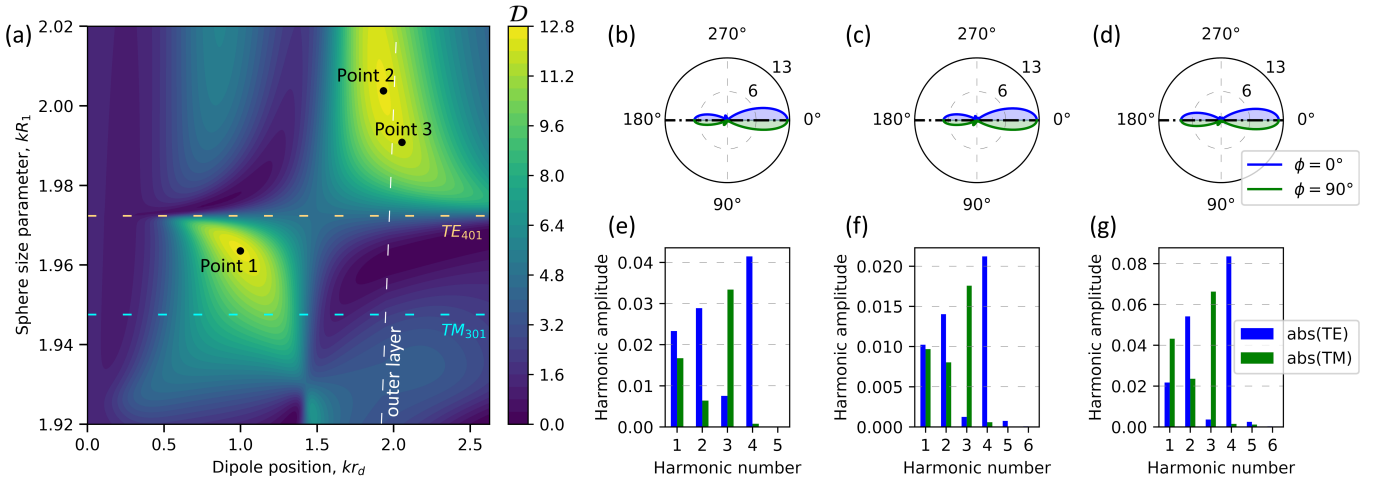 (a)
𝒟
Sphere size parameter, kR₁
2.02
2.00
1.98
1.96
1.94
1.92
Point 2
Point 3
Point 1
TE₄₀₁
TM₃₀₁
outer layer
0.0 0.5 1.0 1.5 2.0 2.5
Dipole position, kr_d
12.8
11.2
9.6
8.0
6.4
4.8
3.2
1.6
0.0
(b)
270°
13
6
180°
0°
90°
(c)
270°
13
6
180°
0°
90°
(d)
270°
13
6
180°
0°
90°
ϕ = 0°
ϕ = 90°
(e)
Harmonic amplitude
0.04
0.03
0.02
0.01
0.00
1 2 3 4 5
Harmonic number
(f)
Harmonic amplitude
0.020
0.015
0.010
0.005
0.000
1 2 3 4 5 6
Harmonic number
(g)
Harmonic amplitude
0.08
0.06
0.04
0.02
0.00
1 2 3 4 5 6
Harmonic number
abs(TE)
abs(TM)